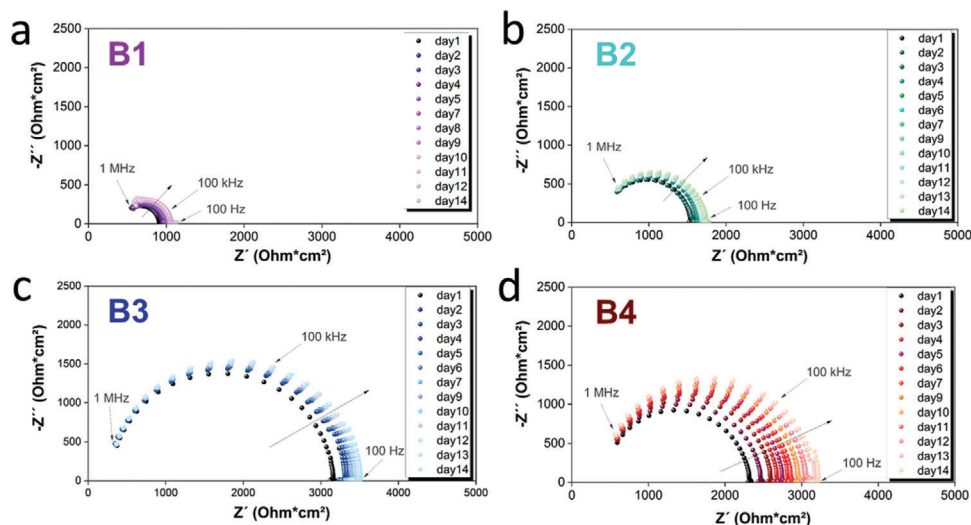 a
B1
2500
2000
1500
1000
500
0
-Z´´ (Ohm*cm²)
0 1000 2000 3000 4000 5000
Z´ (Ohm*cm²)
1 MHz
100 kHz
100 Hz
day1
day2
day3
day4
day5
day7
day8
day9
day10
day11
day12
day14
b
B2
2500
2000
1500
1000
500
0
-Z´´ (Ohm*cm²)
0 1000 2000 3000 4000 5000
Z´ (Ohm*cm²)
1 MHz
100 kHz
100 Hz
day1
day2
day3
day4
day5
day6
day7
day9
day10
day11
day12
day13
day14
c
B3
2500
2000
1500
1000
500
0
-Z´´ (Ohm*cm²)
0 1000 2000 3000 4000 5000
Z´ (Ohm*cm²)
1 MHz
100 kHz
100 Hz
day1
day2
day3
day4
day5
day6
day7
day9
day10
day11
day12
day13
day14
d
B4
2500
2000
1500
1000
500
0
-Z´´ (Ohm*cm²)
0 1000 2000 3000 4000 5000
Z´ (Ohm*cm²)
1 MHz
100 kHz
100 Hz
day1
day2
day3
day4
day5
day6
day7
day9
day10
day11
day12
day13
day14